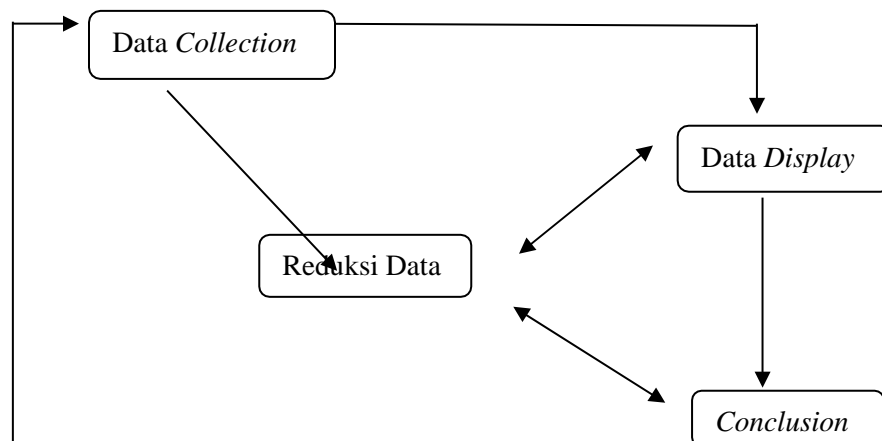 Data Collection
Data Display
Reduksi Data
Conclusion